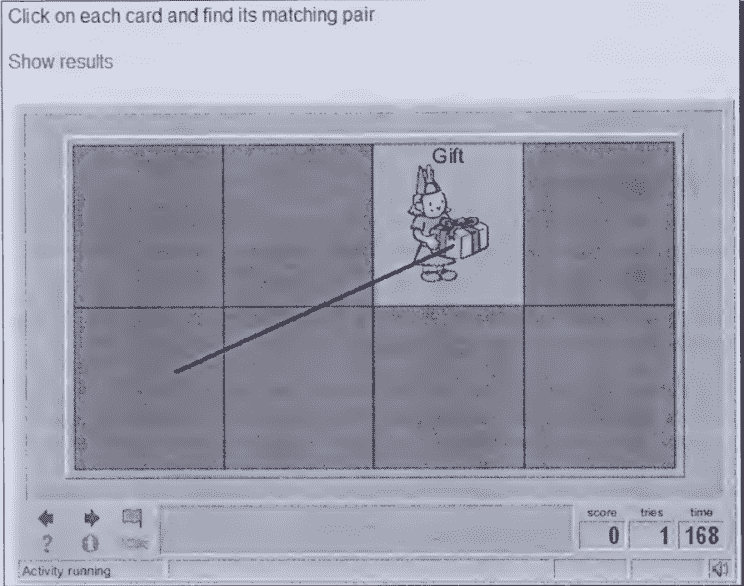 Click on each card and find its matching pair
Show results
Gift
score tries time
0 1 168
?
Activity running